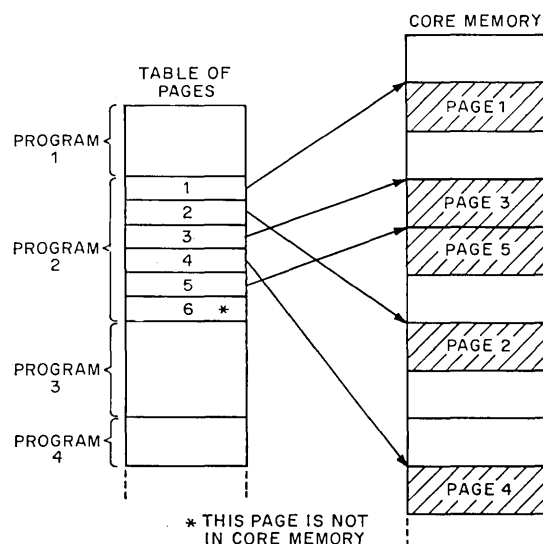 CORE MEMORY
TABLE OF
PAGES
PROGRAM
1
PROGRAM
2
PROGRAM
3
PROGRAM
4
1
2
3
4
5
6 *
PAGE 1
PAGE 3
PAGE 5
PAGE 2
PAGE 4
* THIS PAGE IS NOT
IN CORE MEMORY